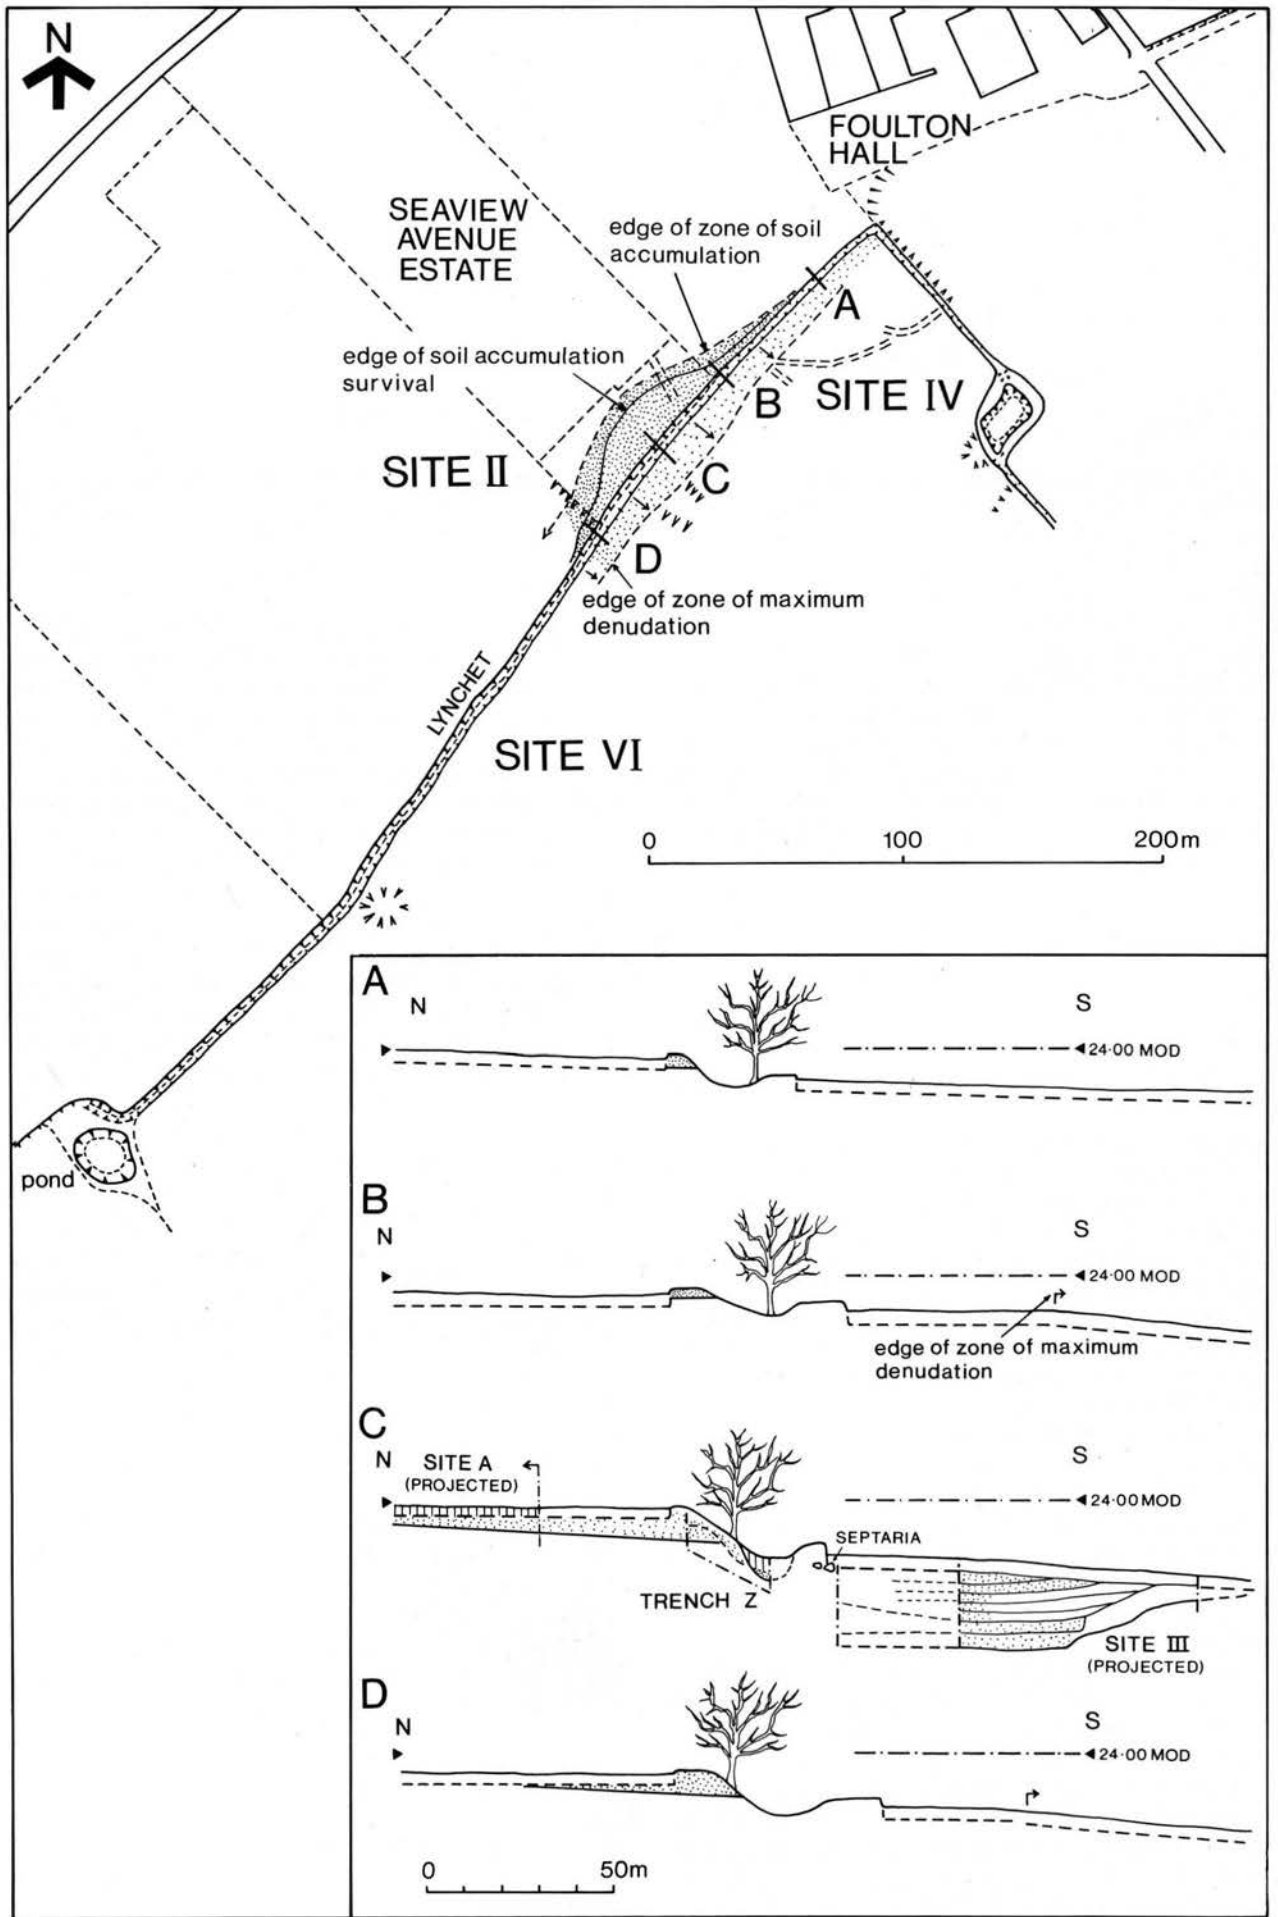 N
FOULTON
HALL
SEAVIEW
AVENUE
ESTATE
edge of zone of soil
accumulation
A
edge of soil accumulation
survival
B
SITE IV
SITE II
C
D
edge of zone of maximum
denudation
LYNCHET
SITE VI
0 100 200m
pond
A
N
S
24·00 MOD
B
N
S
24·00 MOD
edge of zone of maximum
denudation
C
N
SITE A
(PROJECTED)
S
24·00 MOD
SEPTARIA
TRENCH Z
SITE III
(PROJECTED)
D
N
S
24·00 MOD
0 50m